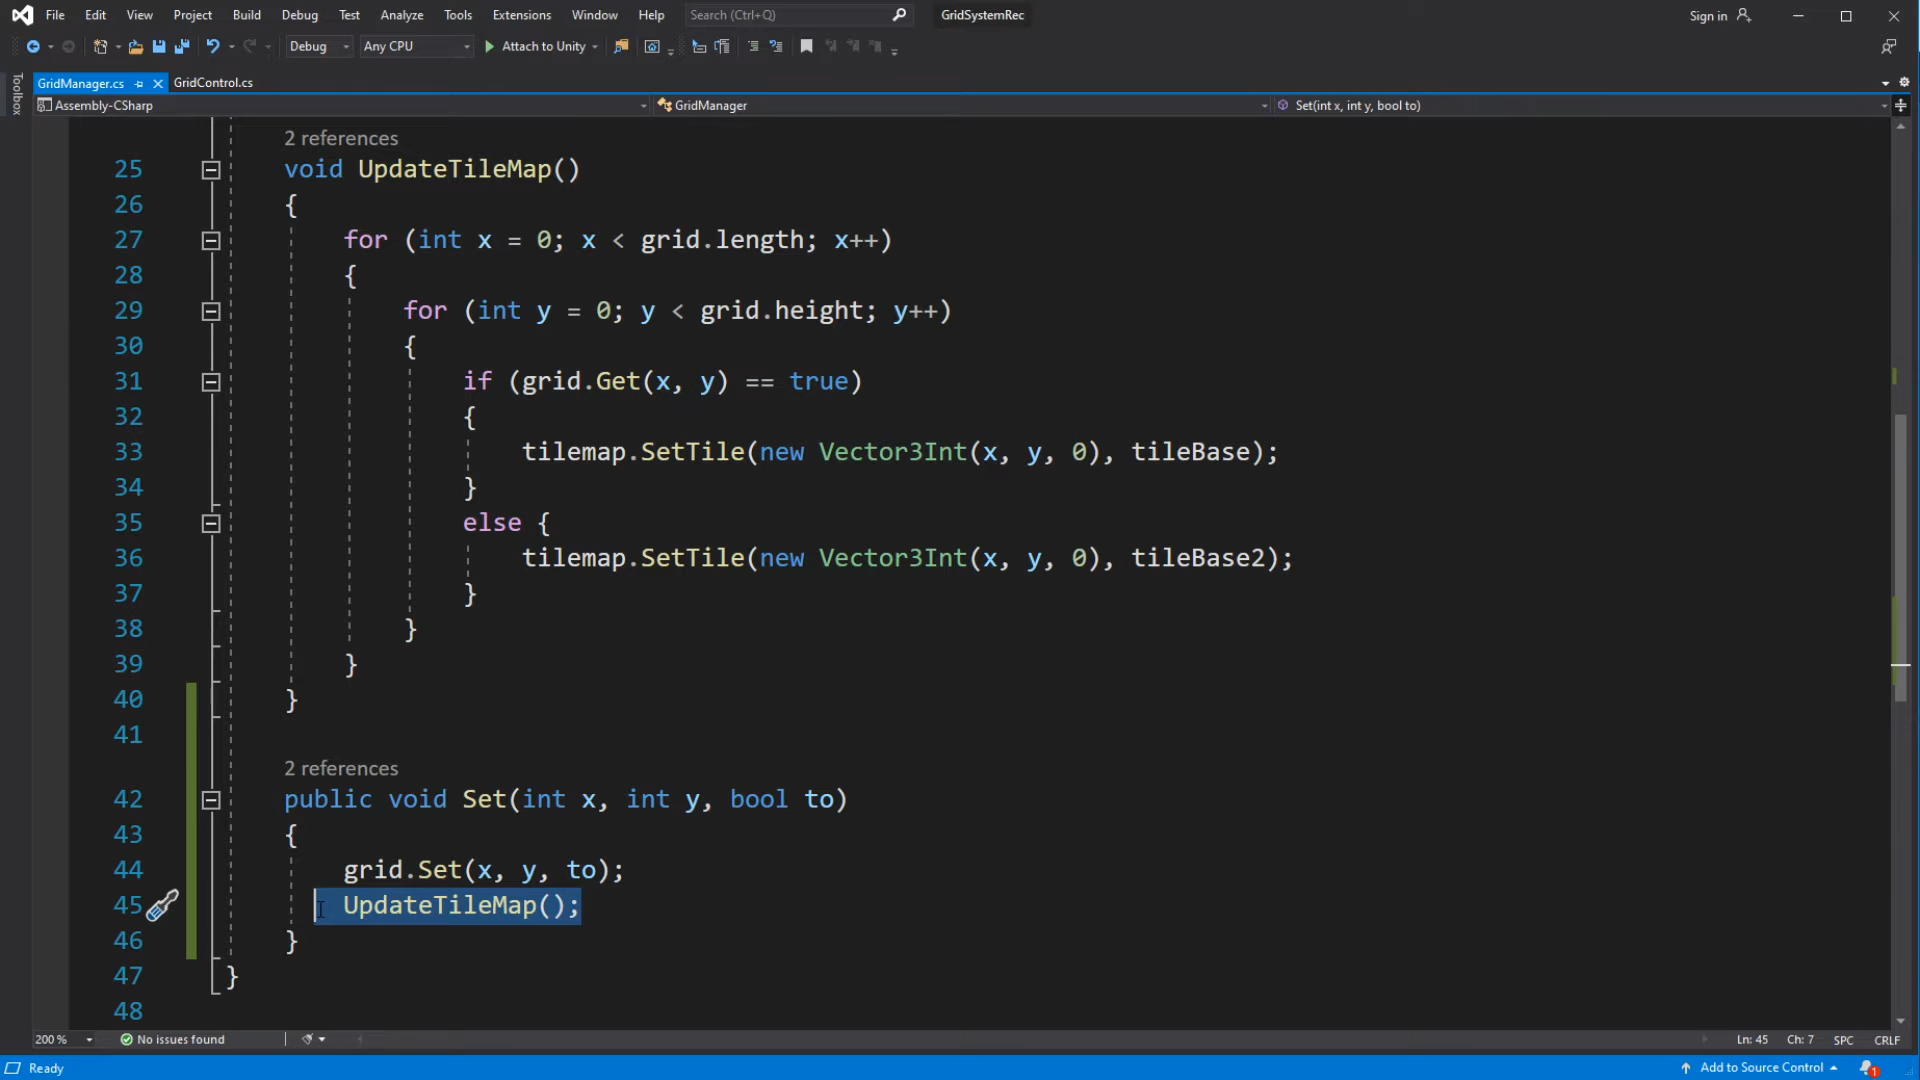 File Edit View Project Build Debug Test Analyze Tools Extensions Window Help Search (Ctrl+Q) GridSystemRec Sign in
Debug Any CPU Attach to Unity
Toolbox
GridManager.cs GridControl.cs
Assembly-CSharp GridManager Set(int x, int y, bool to)
2 references
25 void UpdateTileMap()
26 {
27 for (int x = 0; x < grid.length; x++)
28 {
29 for (int y = 0; y < grid.height; y++)
30 {
31 if (grid.Get(x, y) == true)
32 {
33 tilemap.SetTile(new Vector3Int(x, y, 0), tileBase);
34 }
35 else {
36 tilemap.SetTile(new Vector3Int(x, y, 0), tileBase2);
37 }
38 }
39 }
40 }
41
2 references
42 public void Set(int x, int y, bool to)
43 {
44 grid.Set(x, y, to);
45 UpdateTileMap();
46 }
47 }
48
200 % No issues found Ln: 45 Ch: 7 SPC CRLF
Ready Add to Source Control 1